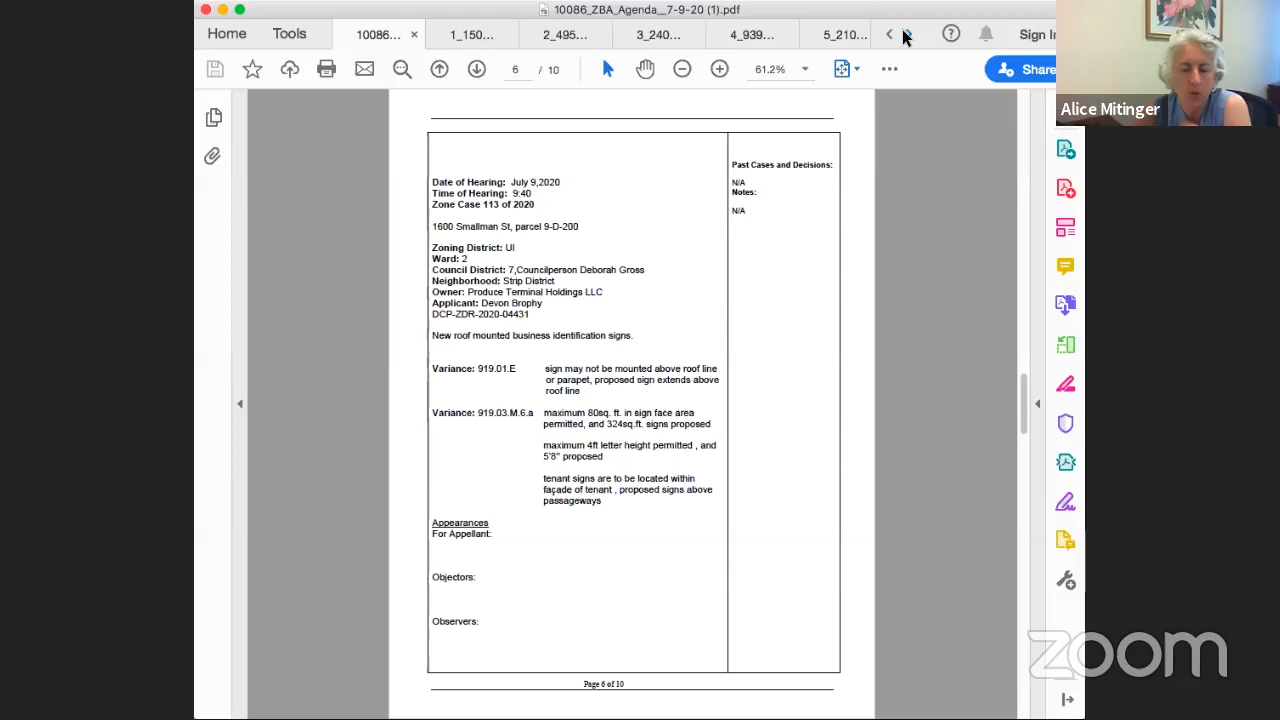 10086_ZBA_Agenda__7-9-20 (1).pdf
Home
Tools
10086...
1_150...
2_495...
3_240...
4_939...
5_210...
Sign In
6 / 10
61.2%
Share
Alice Mitinger
Past Cases and Decisions:
N/A
Notes:
N/A
Date of Hearing: July 9,2020
Time of Hearing: 9:40
Zone Case 113 of 2020
1600 Smallman St, parcel 9-D-200
Zoning District: UI
Ward: 2
Council District: 7,Councilperson Deborah Gross
Neighborhood: Strip District
Owner: Produce Terminal Holdings LLC
Applicant: Devon Brophy
DCP-ZDR-2020-04431
New roof mounted business identification signs.
Variance: 919.01.E sign may not be mounted above roof line
or parapet, proposed sign extends above
roof line
Variance: 919.03.M.6.a maximum 80sq. ft. in sign face area
permitted, and 324sq.ft. signs proposed
maximum 4ft letter height permitted , and
5'8" proposed
tenant signs are to be located within
façade of tenant , proposed signs above
passageways
Appearances
For Appellant:
Objectors:
Observers:
Page 6 of 10
zoom